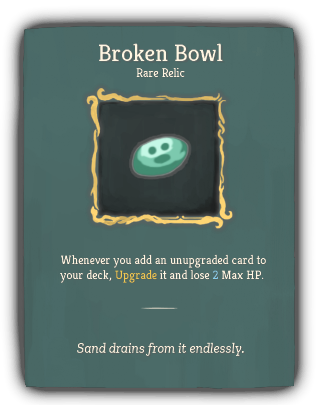 Broken Bowl
Rare Relic
Whenever you add an unupgraded card to
your deck, Upgrade it and lose 2 Max HP.
Sand drains from it endlessly.